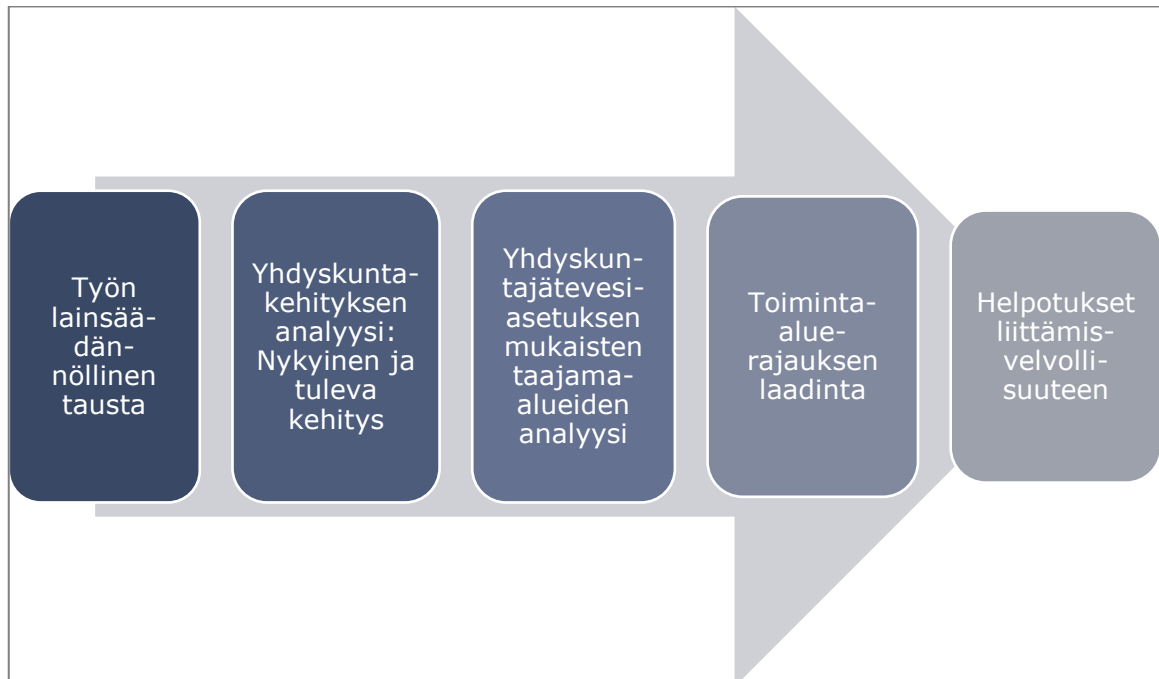 Työn
lainsää-
dän-
nöllinen
tausta
Yhdyskunta-
kehityksen
analyysi:
Nykyinen ja
tuleva
kehitys
Yhdyskun-
tajätevesi-
asetuksen
mukaisten
taajama-
alueiden
analyysi
Toiminta-
alue-
rajauksen
laadinta
Helpotukset
liittämis-
velvolli-
suuteen